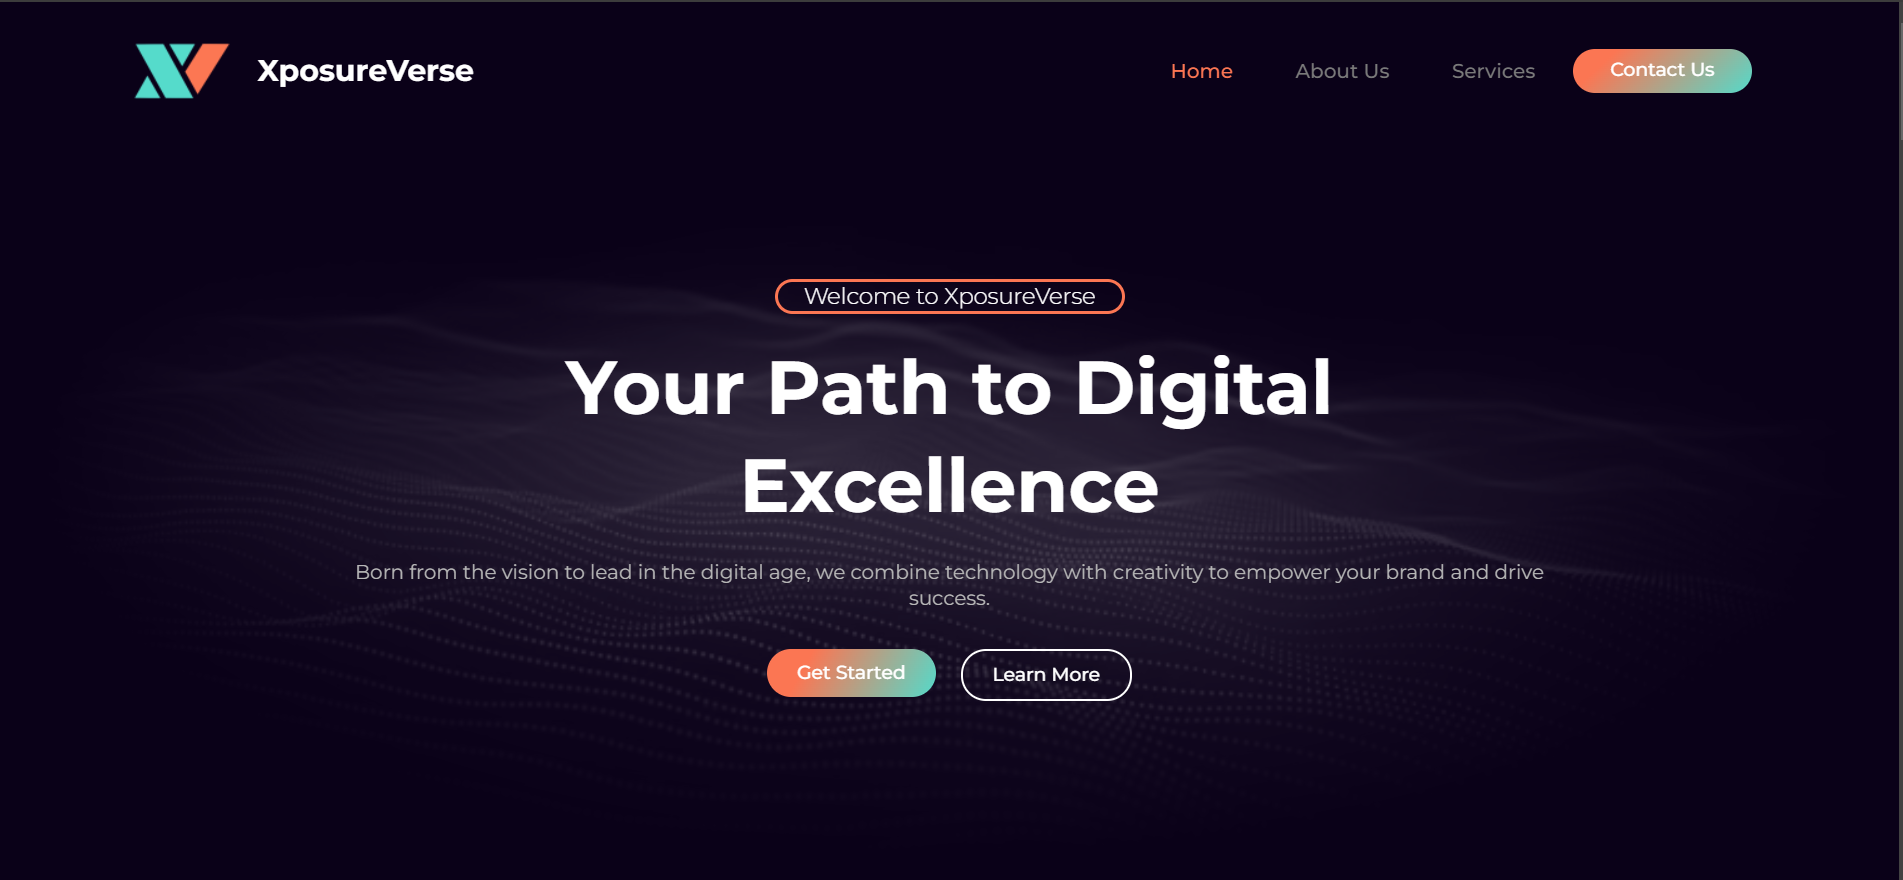 XposureVerse
Home
About Us
Services
Contact Us
Welcome to XposureVerse
Your Path to Digital
Excellence
Born from the vision to lead in the digital age, we combine technology with creativity to empower your brand and drive
success.
Get Started
Learn More